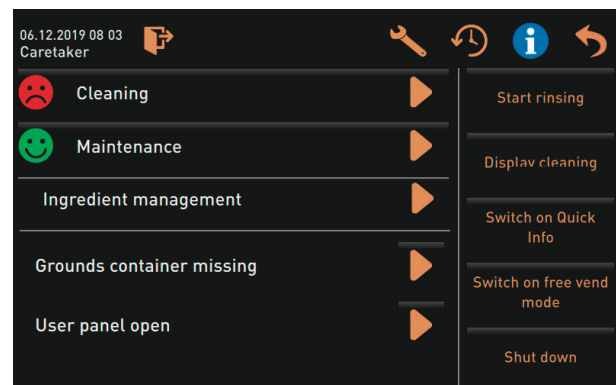 06.12.2019 08 03
Caretaker
Cleaning
Maintenance
Ingredient management
Grounds container missing
User panel open
Start rinsing
Display cleaning
Switch on Quick
Info
Switch on free vend
mode
Shut down